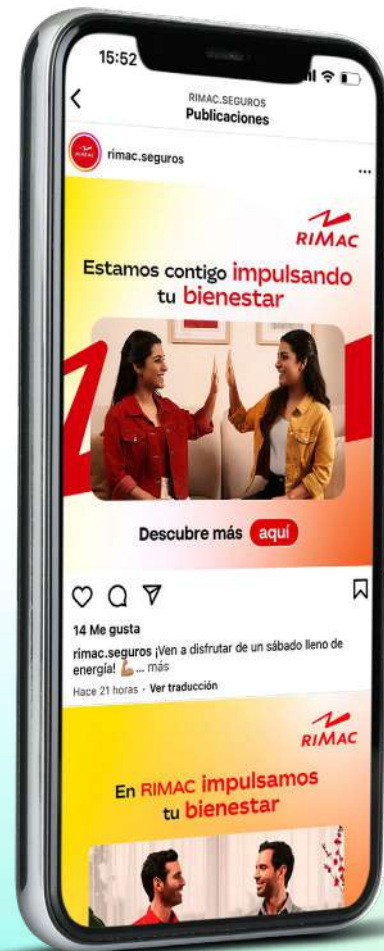 15:52
RIMAC.SEGUROS
Publicaciones
rimac.seguros
RIMAC
Estamos contigo impulsando
tu bienestar
Descubre más aquí
14 Me gusta
rimac.seguros ¡Ven a disfrutar de un sábado lleno de
energía! 💪🏽... más
Hace 21 horas · Ver traducción
RIMAC
En RIMAC impulsamos
tu bienestar